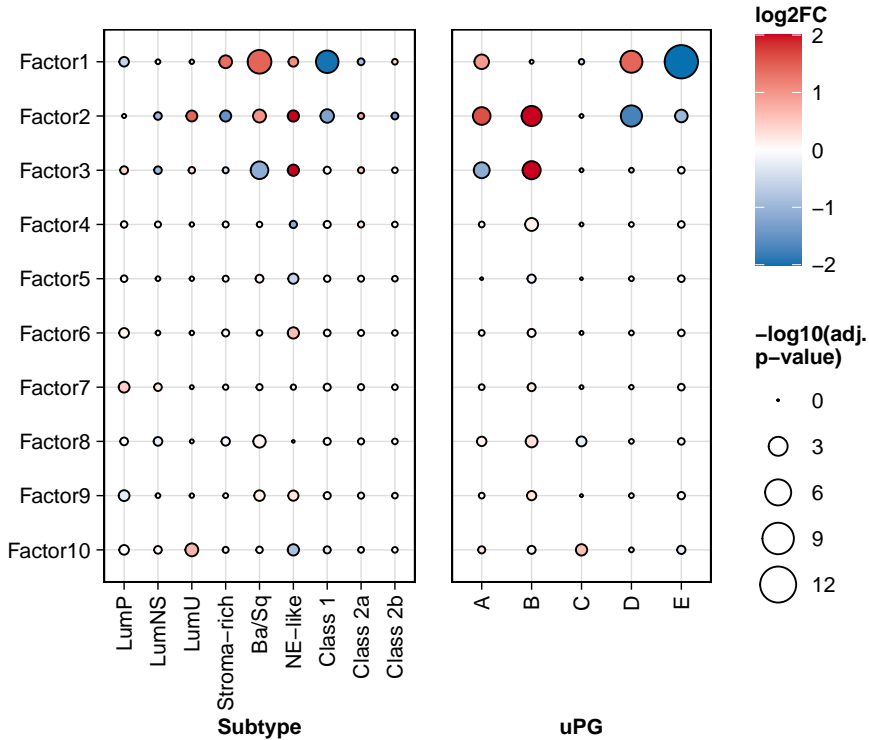 Factor1
Factor2
Factor3
Factor4
Factor5
Factor6
Factor7
Factor8
Factor9
Factor10
LumP
LumNS
LumU
Stroma−rich
Ba/Sq
NE−like
Class 1
Class 2a
Class 2b
Subtype
A
B
C
D
E
uPG
log2FC
2
1
0
−1
−2
−log10(adj.
p−value)
0
3
6
9
12